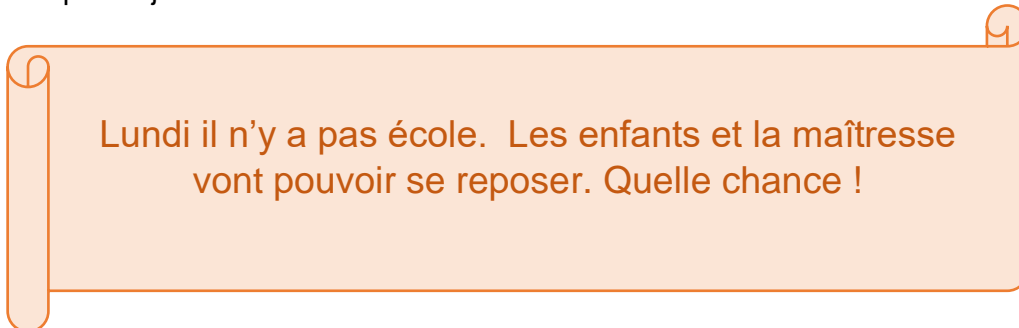 Lundi il n’y a pas école.  Les enfants et la maîtresse
vont pouvoir se reposer. Quelle chance !